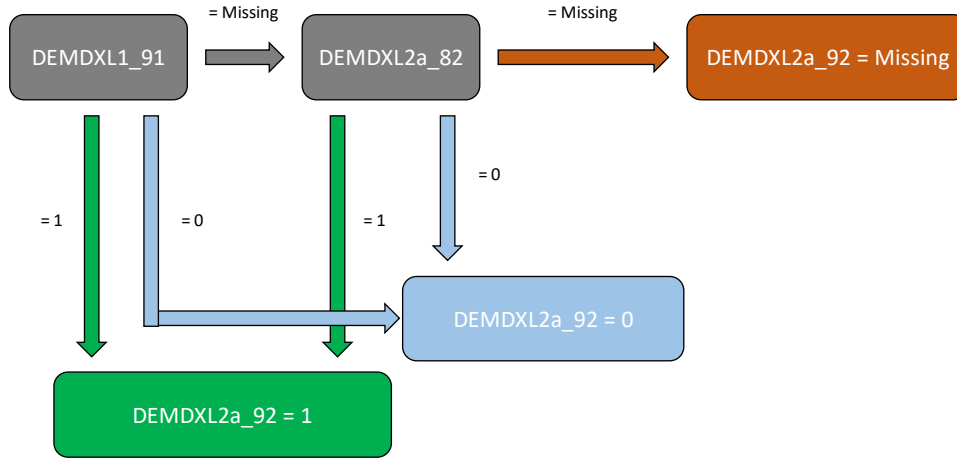 = Missing
= Missing
DEMDXL1_91
DEMDXL2a_82
DEMDXL2a_92 = Missing
= 0
= 1
= 0
= 1
DEMDXL2a_92 = 0
DEMDXL2a_92 = 1